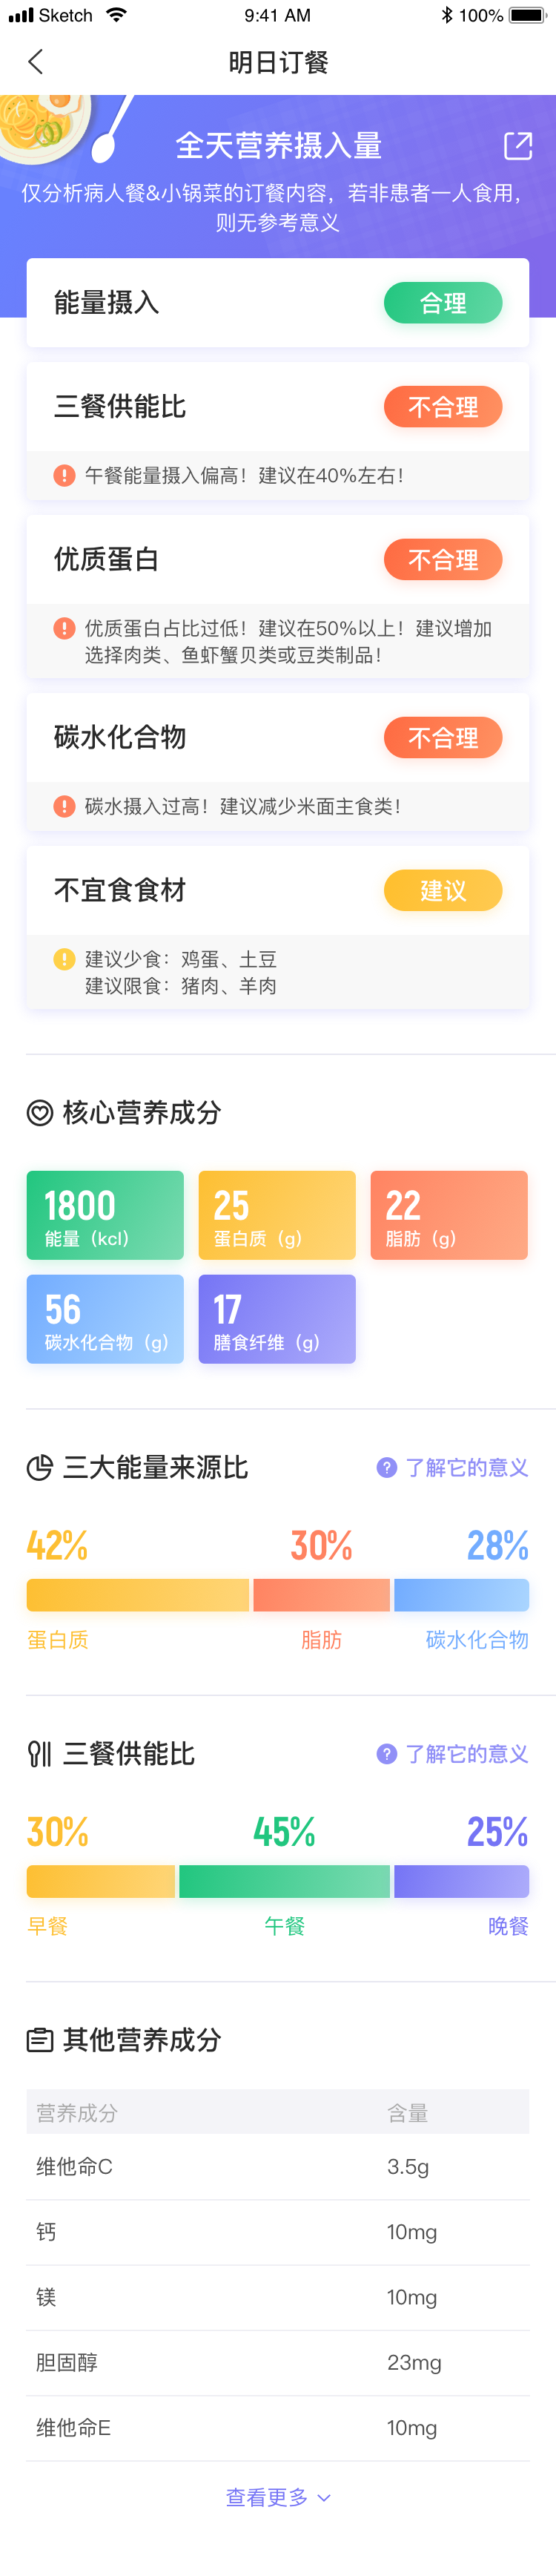 Sketch 9:41 AM 100%
明日订餐
全天营养摄入量
仅分析病人餐&小锅菜的订餐内容，若非患者一人食用，
则无参考意义
能量摄入 合理
三餐供能比 不合理
午餐能量摄入偏高！建议在40%左右！
优质蛋白 不合理
优质蛋白占比过低！建议在50%以上！建议增加
选择肉类、鱼虾蟹贝类或豆类制品！
碳水化合物 不合理
碳水摄入过高！建议减少米面主食类！
不宜食食材 建议
建议少食：鸡蛋、土豆
建议限食：猪肉、羊肉
核心营养成分
1800 25 22
能量（kcl） 蛋白质（g） 脂肪（g）
56 17
碳水化合物（g） 膳食纤维（g）
三大能量来源比 ? 了解它的意义
42% 30% 28%
蛋白质 脂肪 碳水化合物
三餐供能比 ? 了解它的意义
30% 45% 25%
早餐 午餐 晚餐
其他营养成分
营养成分 含量
维他命C 3.5g
钙 10mg
镁 10mg
胆固醇 23mg
维他命E 10mg
查看更多